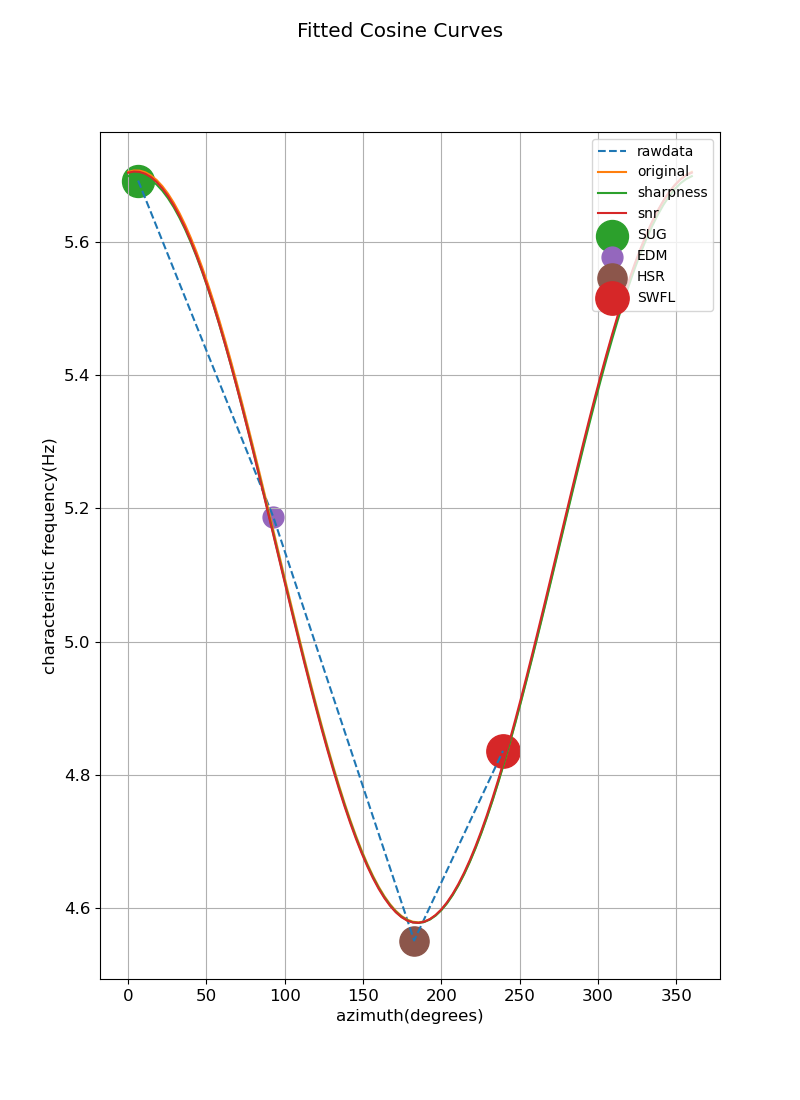 Fitted Cosine Curves
rawdata
original
sharpness
snr
SUG
EDM
HSR
SWFL
characteristic frequency(Hz)
5.6
5.4
5.2
5.0
4.8
4.6
0 50 100 150 200 250 300 350
azimuth(degrees)